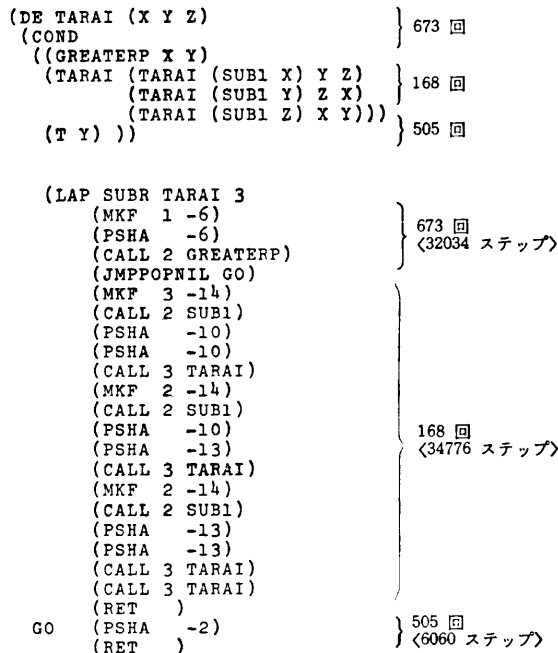 (DE TARAI (X Y Z)
(COND
673 回
((GREATERP X Y)
(TARAI (TARAI (SUB1 X) Y Z)
(TARAI (SUB1 Y) Z X)
168 回
(TARAI (SUB1 Z) X Y)))
(T Y) ))
505 回
(LAP SUBR TARAI 3
(MKF 1 -6)
(PSHA -6)
673 回
(CALL 2 GREATERP)
〈32034 ステップ〉
(JMPPOPNIL GO)
(MKF 3 -14)
(CALL 2 SUB1)
(PSHA -10)
(PSHA -10)
(CALL 3 TARAI)
(MKF 2 -14)
(CALL 2 SUB1)
(PSHA -10)
168 回
(PSHA -13)
〈34776 ステップ〉
(CALL 3 TARAI)
(MKF 2 -14)
(CALL 2 SUB1)
(PSHA -13)
(PSHA -13)
(CALL 3 TARAI)
(CALL 3 TARAI)
(RET )
GO (PSHA -2)
505 回
(RET )
〈6060 ステップ〉